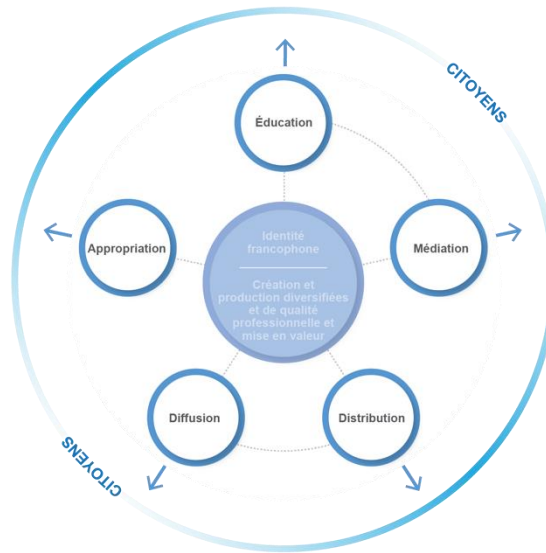 CITOYENS
Éducation
Appropriation
Médiation
Identité
francophone
Création et
production diversifiées
et de qualité
professionnelle et
mise en valeur
Diffusion
Distribution
CITOYENS